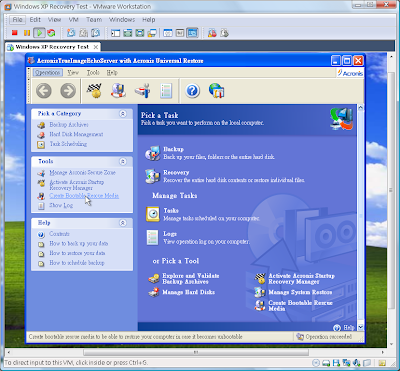 Windows XP Recovery Test - VMware Workstation
File View VM Team Windows Help
Windows XP Recovery Test
AcronisTrueImageEchoServer with Acronis Universal Restore
Operations View Tools Help
Acronis
Pick a Category
Backup Archives
Hard Disk Management
Task Scheduling
Tools
Manage Acronis Secure Zone
Activate Acronis Startup
Recovery Manager
Create Bootable Rescue Media
Show Log
Help
Contents
How to back up your data
How to restore your data
How to schedule backup
Pick a Task
Pick a task you want to perform on the local computer.
Backup
Back up your files, folders or the entire hard disk.
Recovery
Recover the entire hard disk contents or restore individual files.
Manage Tasks
Tasks
Manage tasks scheduled on your computer.
Logs
View operation log on your computer.
or Pick a Tool
Explore and Validate
Backup Archives
Manage Hard Disks
Activate Acronis Startup
Recovery Manager
Manage System Restore
Create Bootable Rescue
Media
Help
Create bootable rescue media to be able to restore your computer in case it becomes unbootable
Operation succeeded
To direct input to this VM, click inside or press Ctrl+G.